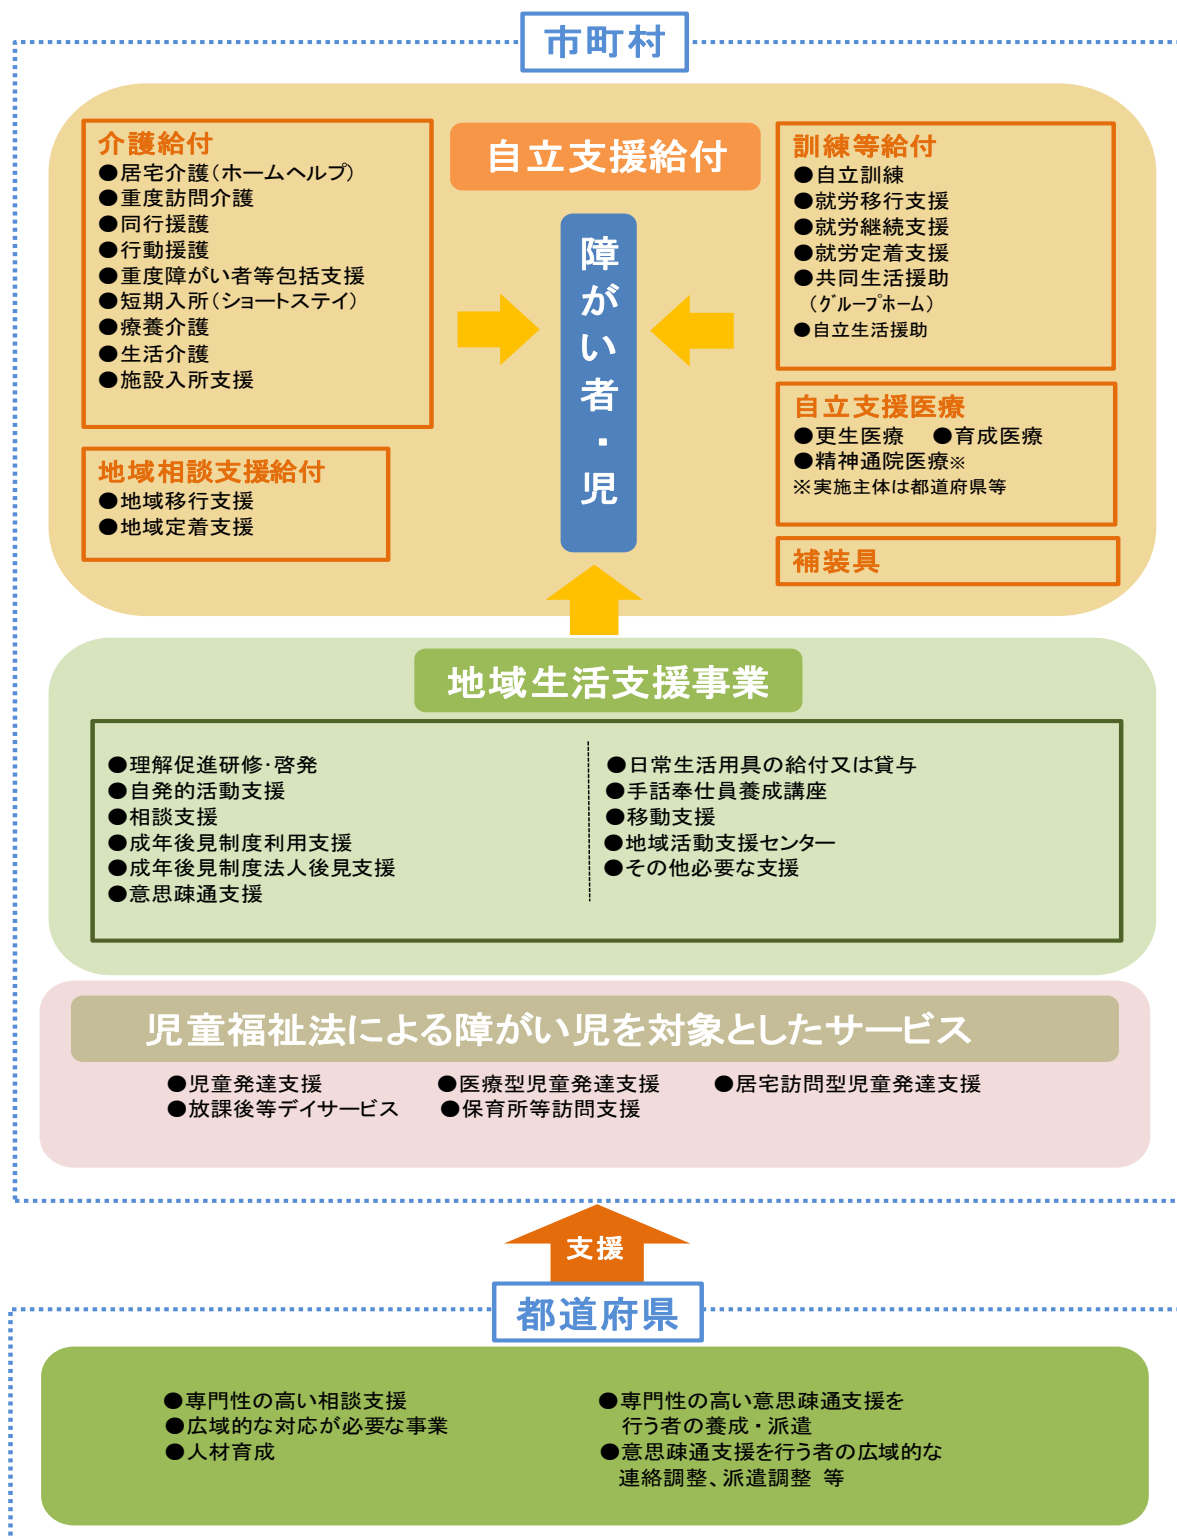 市町村
自立支援給付
介護給付
●居宅介護(ホームヘルプ)
●重度訪問介護
●同行援護
●行動援護
●重度障がい者等包括支援
●短期入所(ショートステイ)
●療養介護
●生活介護
●施設入所支援
地域相談支援給付
●地域移行支援
●地域定着支援
障がい者・児
訓練等給付
●自立訓練
●就労移行支援
●就労継続支援
●就労定着支援
●共同生活援助
(グループホーム)
●自立生活援助
自立支援医療
●更生医療 ●育成医療
●精神通院医療※
※実施主体は都道府県等
補装具
地域生活支援事業
●理解促進研修・啓発
●自発的活動支援
●相談支援
●成年後見制度利用支援
●成年後見制度法人後見支援
●意思疎通支援
●日常生活用具の給付又は貸与
●手話奉仕員養成講座
●移動支援
●地域活動支援センター
●その他必要な支援
児童福祉法による障がい児を対象としたサービス
●児童発達支援 ●医療型児童発達支援 ●居宅訪問型児童発達支援
●放課後等デイサービス ●保育所等訪問支援
支援
都道府県
●専門性の高い相談支援
●広域的な対応が必要な事業
●人材育成
●専門性の高い意思疎通支援を
行う者の養成・派遣
●意思疎通支援を行う者の広域的な
連絡調整、派遣調整 等